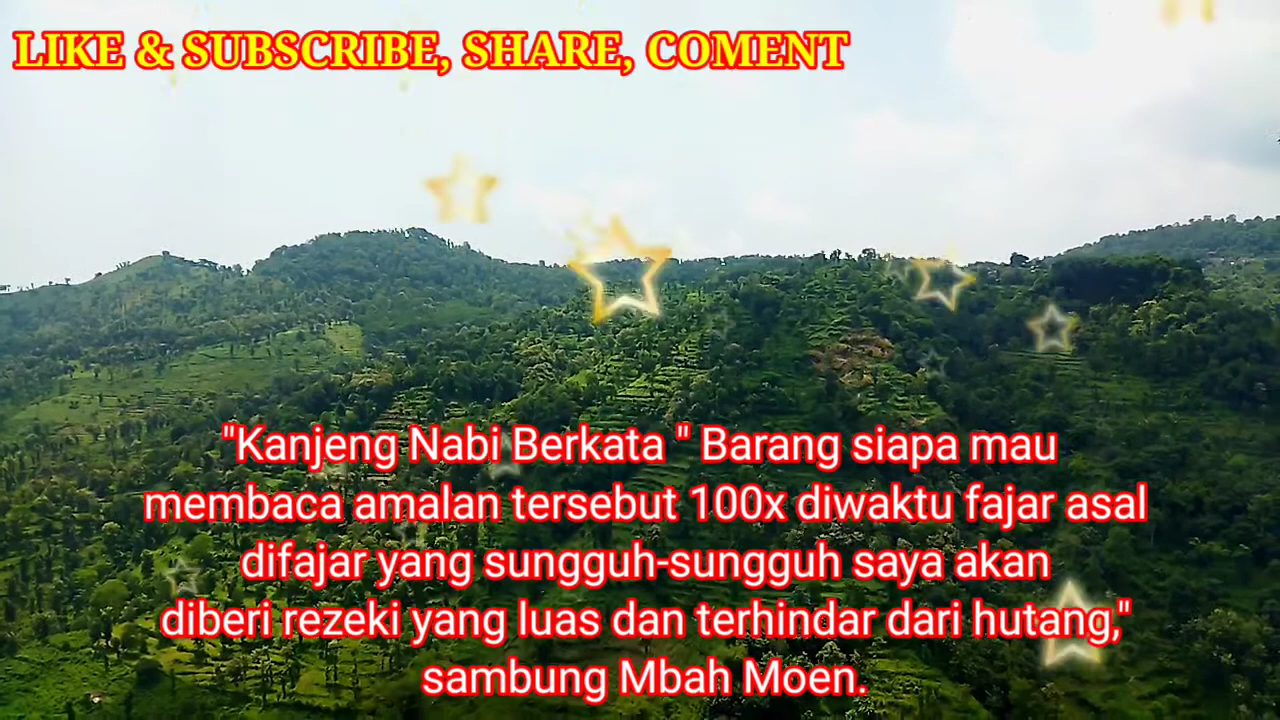 LIKE & SUBSCRIBE, SHARE, COMENT
"Kanjeng Nabi Berkata " Barang siapa mau
membaca amalan tersebut 100x diwaktu fajar asal
difajar yang sungguh-sungguh saya akan
diberi rezeki yang luas dan terhindar dari hutang,"
sambung Mbah Moen.